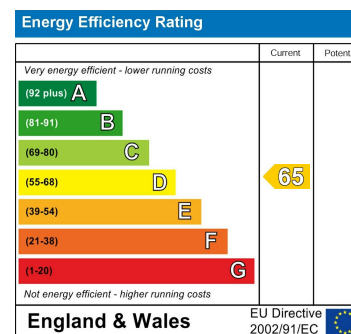 Energy Efficiency Rating
Current Potent
Very energy efficient - lower running costs
(92 plus) A
(81-91) B
(69-80) C
(55-68) D
65
(39-54) E
(21-38) F
(1-20) G
Not energy efficient - higher running costs
England & Wales
EU Directive
2002/91/EC